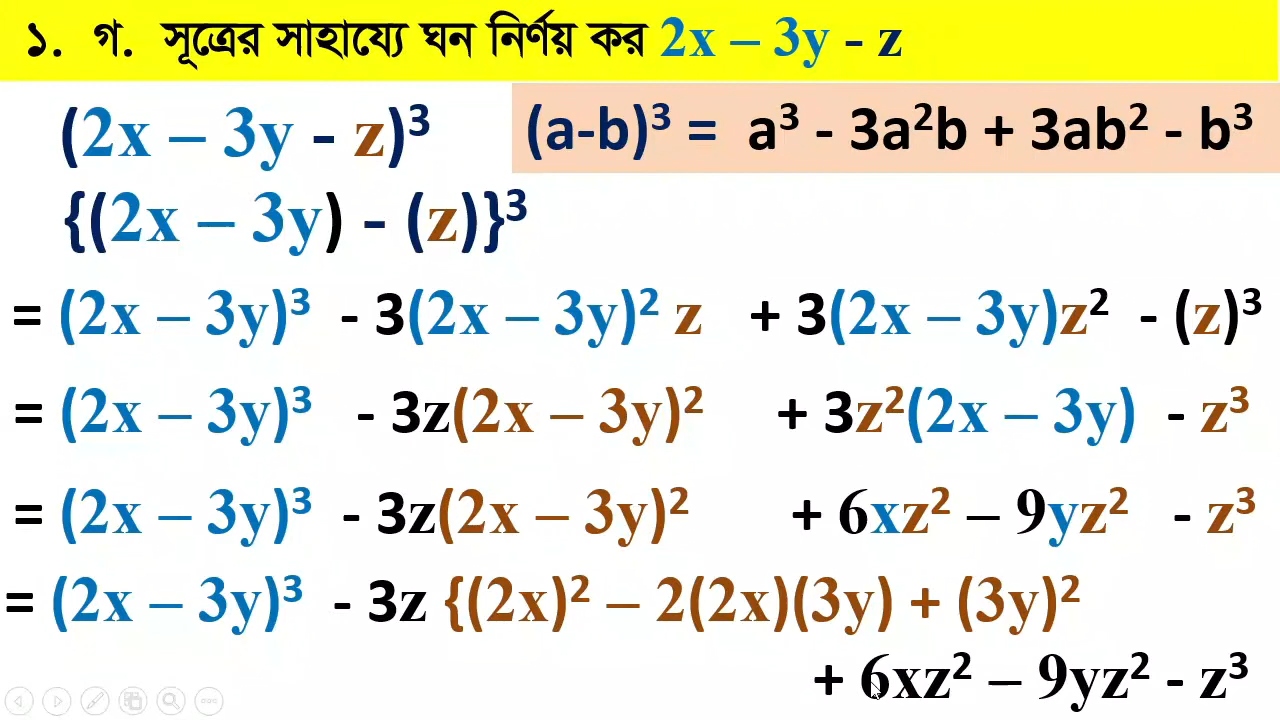 ১. গ. সূত্রের সাহায্যে ঘন নির্ণয় কর 2x – 3y - z
(2x – 3y - z)³ (a-b)³ = a³ - 3a²b + 3ab² - b³
{(2x – 3y) - (z)}³
= (2x – 3y)³ - 3(2x – 3y)² z + 3(2x – 3y)z² - (z)³
= (2x – 3y)³ - 3z(2x – 3y)² + 3z²(2x – 3y) - z³
= (2x – 3y)³ - 3z(2x – 3y)² + 6xz² – 9yz² - z³
= (2x – 3y)³ - 3z {(2x)² – 2(2x)(3y) + (3y)²
+ 6xz² – 9yz² - z³